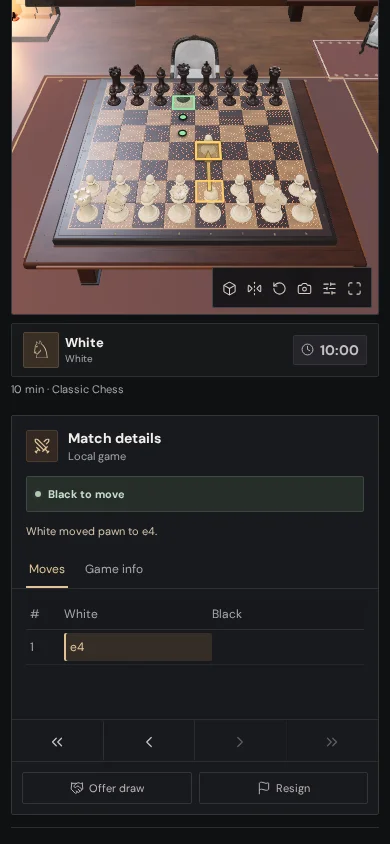 White
White
10:00
10 min · Classic Chess
Match details
Local game
Black to move
White moved pawn to e4.
Moves
Game info
# White Black
1 e4
Offer draw
Resign